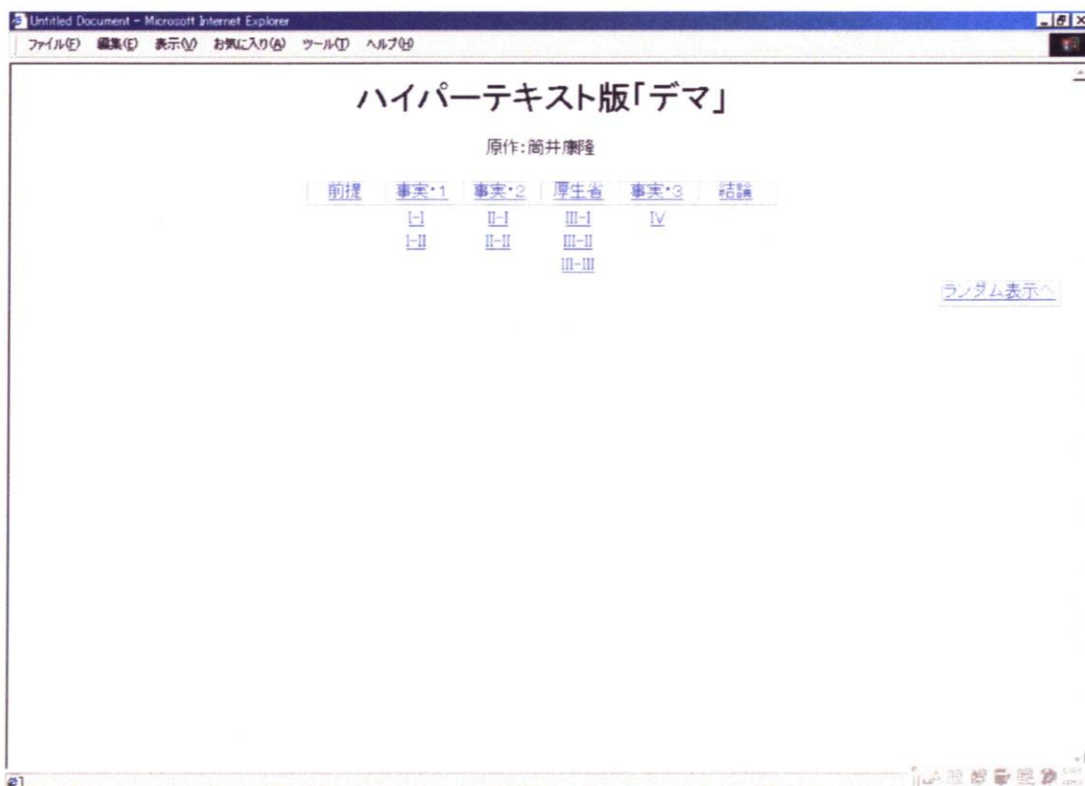 Untitled Document - Microsoft Internet Explorer
ファイル(F) 編集(E) 表示(V) お気に入り(A) ツール(T) ヘルプ(H)
ハイパーテキスト版「デマ」
原作:筒井康隆
前提 事実・1 事実・2 厚生省 事実・3 結論
I-I II-I III-I IV
I-II II-II III-II
III-III
ランダム表示へ
A 般